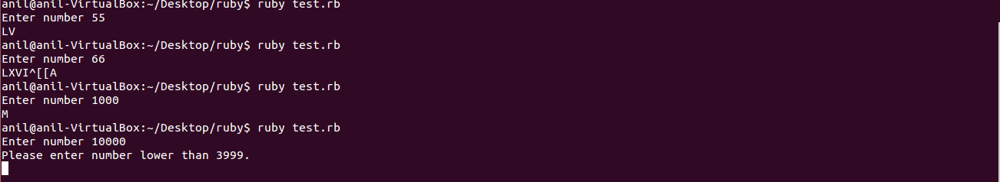 anil@anil-VirtualBox:~/Desktop/ruby$ ruby test.rb
Enter number 55
LV
anil@anil-VirtualBox:~/Desktop/ruby$ ruby test.rb
Enter number 66
LXVI^[[A
anil@anil-VirtualBox:~/Desktop/ruby$ ruby test.rb
Enter number 1000
M
anil@anil-VirtualBox:~/Desktop/ruby$ ruby test.rb
Enter number 10000
Please enter number lower than 3999.